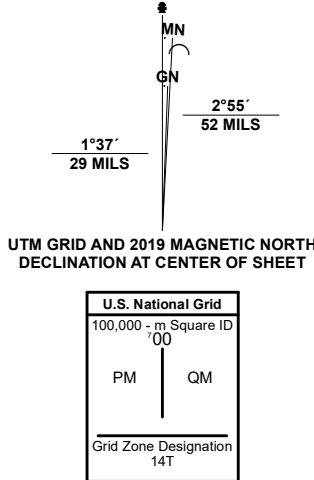 MN
GN
2°55´
52 MILS
1°37´
29 MILS
UTM GRID AND 2019 MAGNETIC NORTH
DECLINATION AT CENTER OF SHEET
U.S. National Grid
100,000 - m Square ID
⁷00
PM QM
Grid Zone Designation
14T